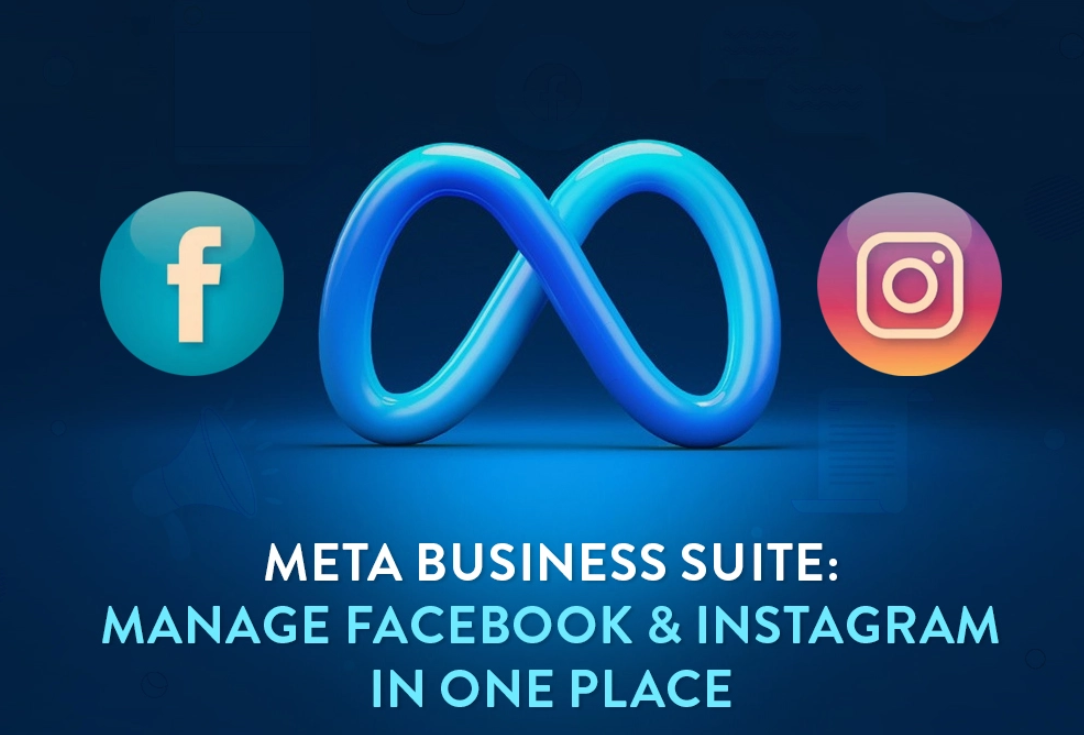 META BUSINESS SUITE:
MANAGE FACEBOOK & INSTAGRAM
IN ONE PLACE